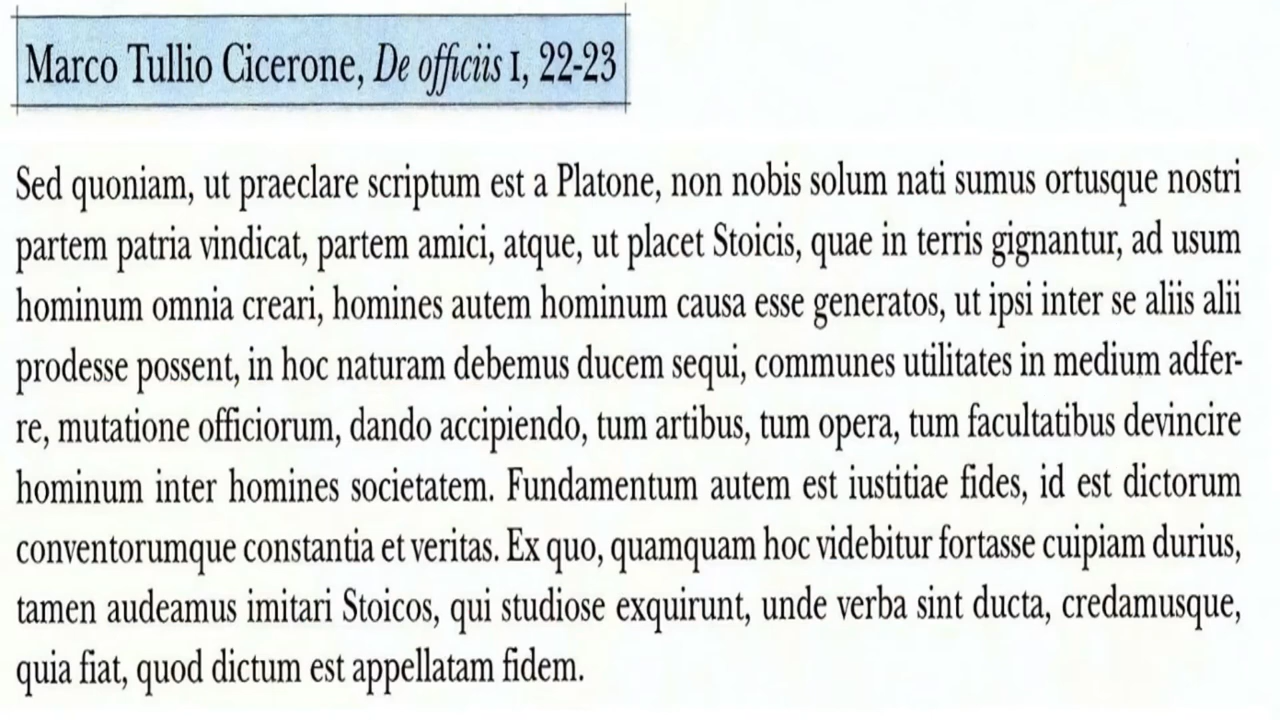 Marco Tullio Cicerone, De officiis I, 22-23
Sed quoniam, ut praeclare scriptum est a Platone, non nobis solum nati sumus ortusque nostri
partem patria vindicat, partem amici, atque, ut placet Stoicis, quae in terris gignantur, ad usum
hominum omnia creari, homines autem hominum causa esse generatos, ut ipsi inter se aliis alii
prodesse possent, in hoc naturam debemus ducem sequi, communes utilitates in medium adfer-
re, mutatione officiorum, dando accipiendo, tum artibus, tum opera, tum facultatibus devincire
hominum inter homines societatem. Fundamentum autem est iustitiae fides, id est dictorum
conventorumque constantia et veritas. Ex quo, quamquam hoc videbitur fortasse cuipiam durius,
tamen audeamus imitari Stoicos, qui studiose exquirunt, unde verba sint ducta, credamusque,
quia fiat, quod dictum est appellatam fidem.